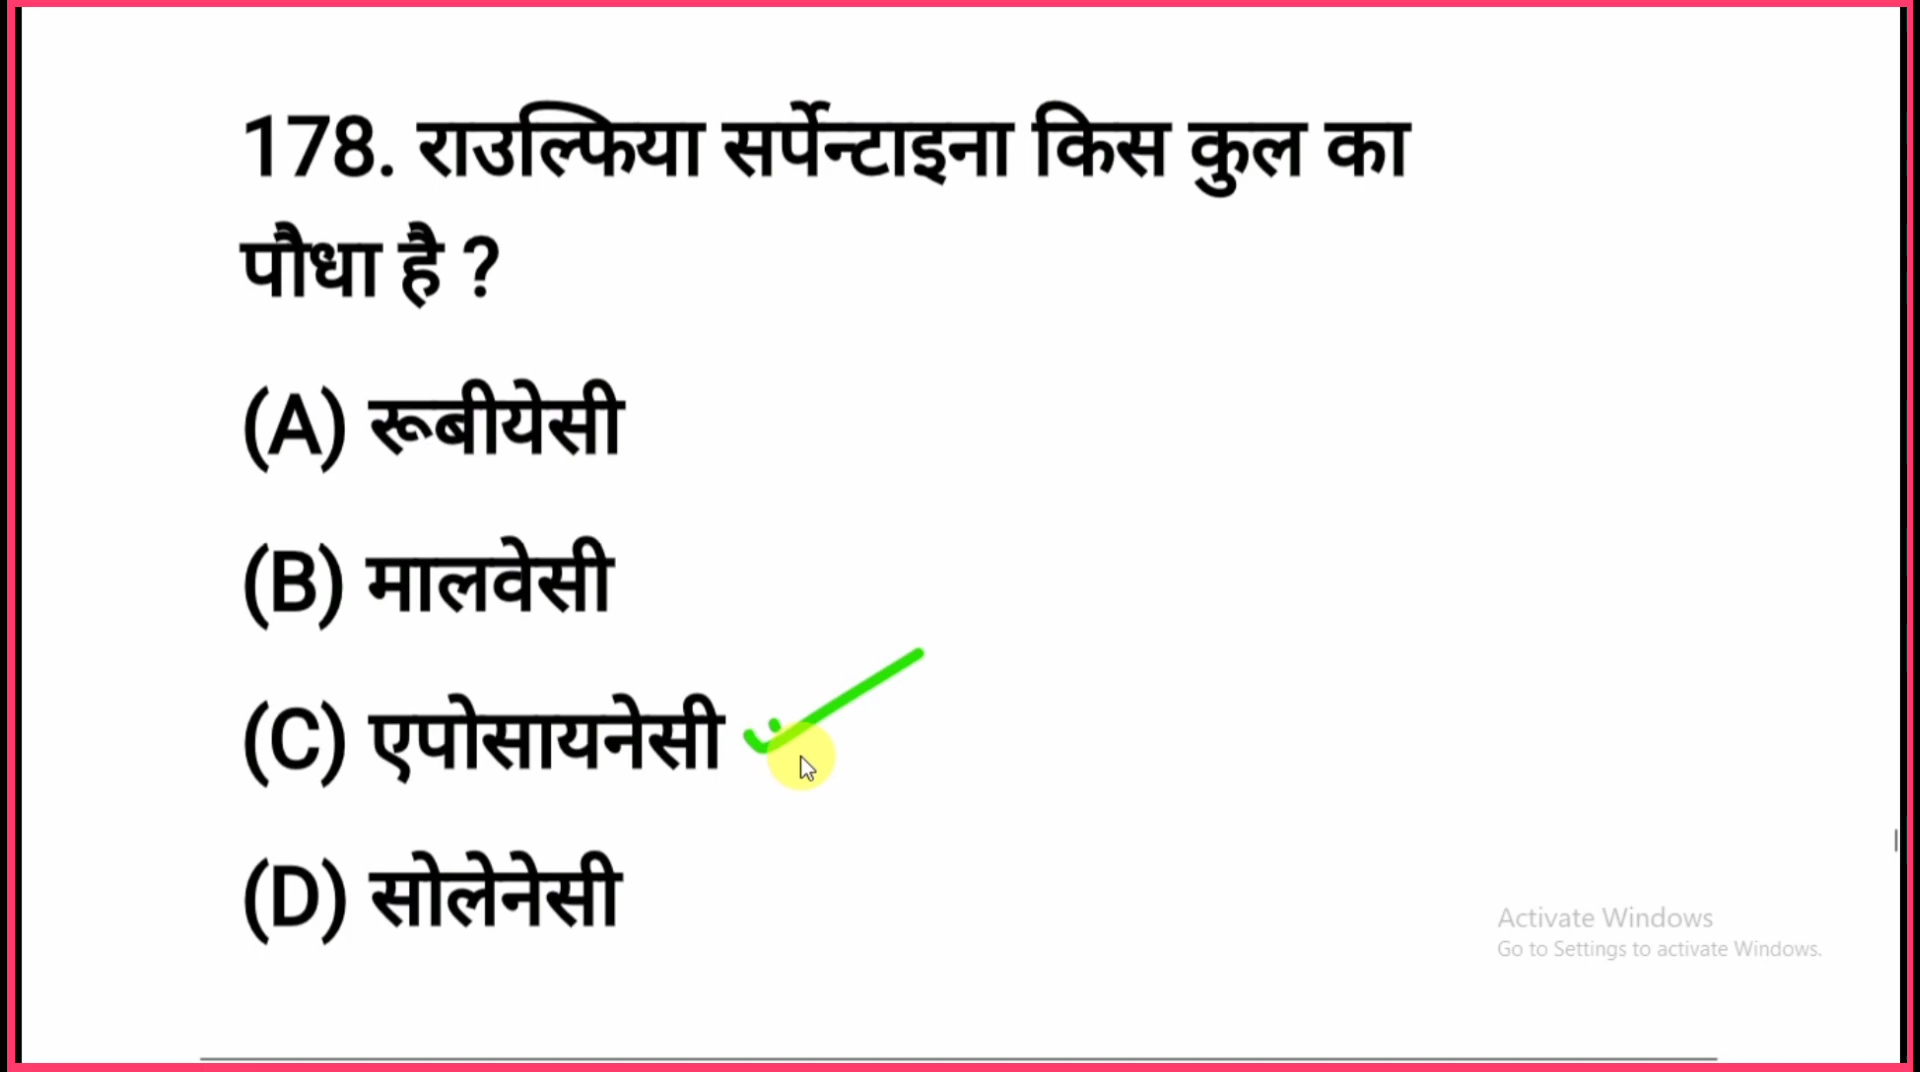 178. राउल्फिया सर्पेन्टाइना किस कुल का
पौधा है ?
(A) रूबीयेसी
(B) मालवेसी
(C) एपोसायनेसी
(D) सोलेनेसी
Activate Windows
Go to Settings to activate Windows.